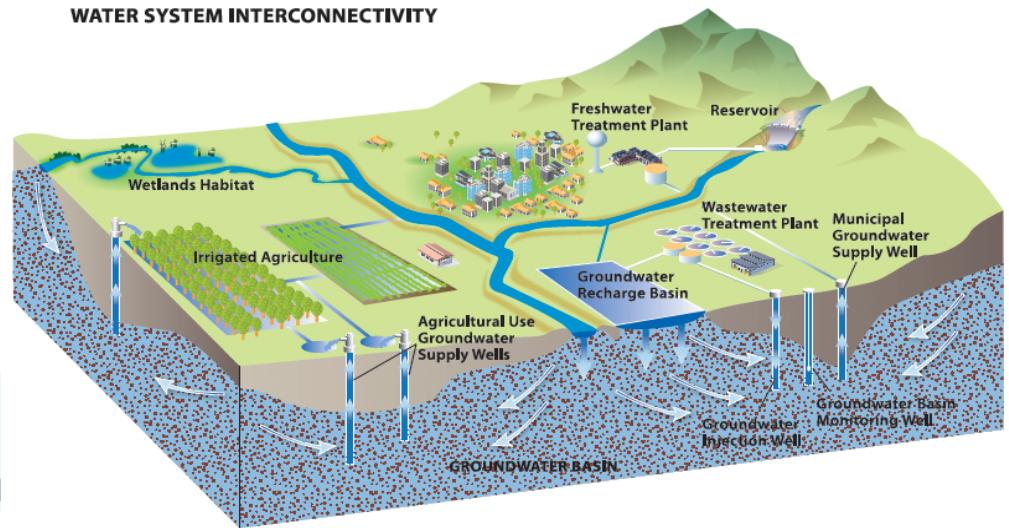 WATER SYSTEM INTERCONNECTIVITY
Freshwater
Treatment Plant
Reservoir
Wetlands Habitat
Wastewater
Treatment Plant
Municipal
Groundwater
Supply Well
Irrigated Agriculture
Groundwater
Recharge Basin
Agricultural Use
Groundwater
Supply Wells
Groundwater Basin
Monitoring Well
Groundwater
Injection Well
GROUNDWATER BASIN